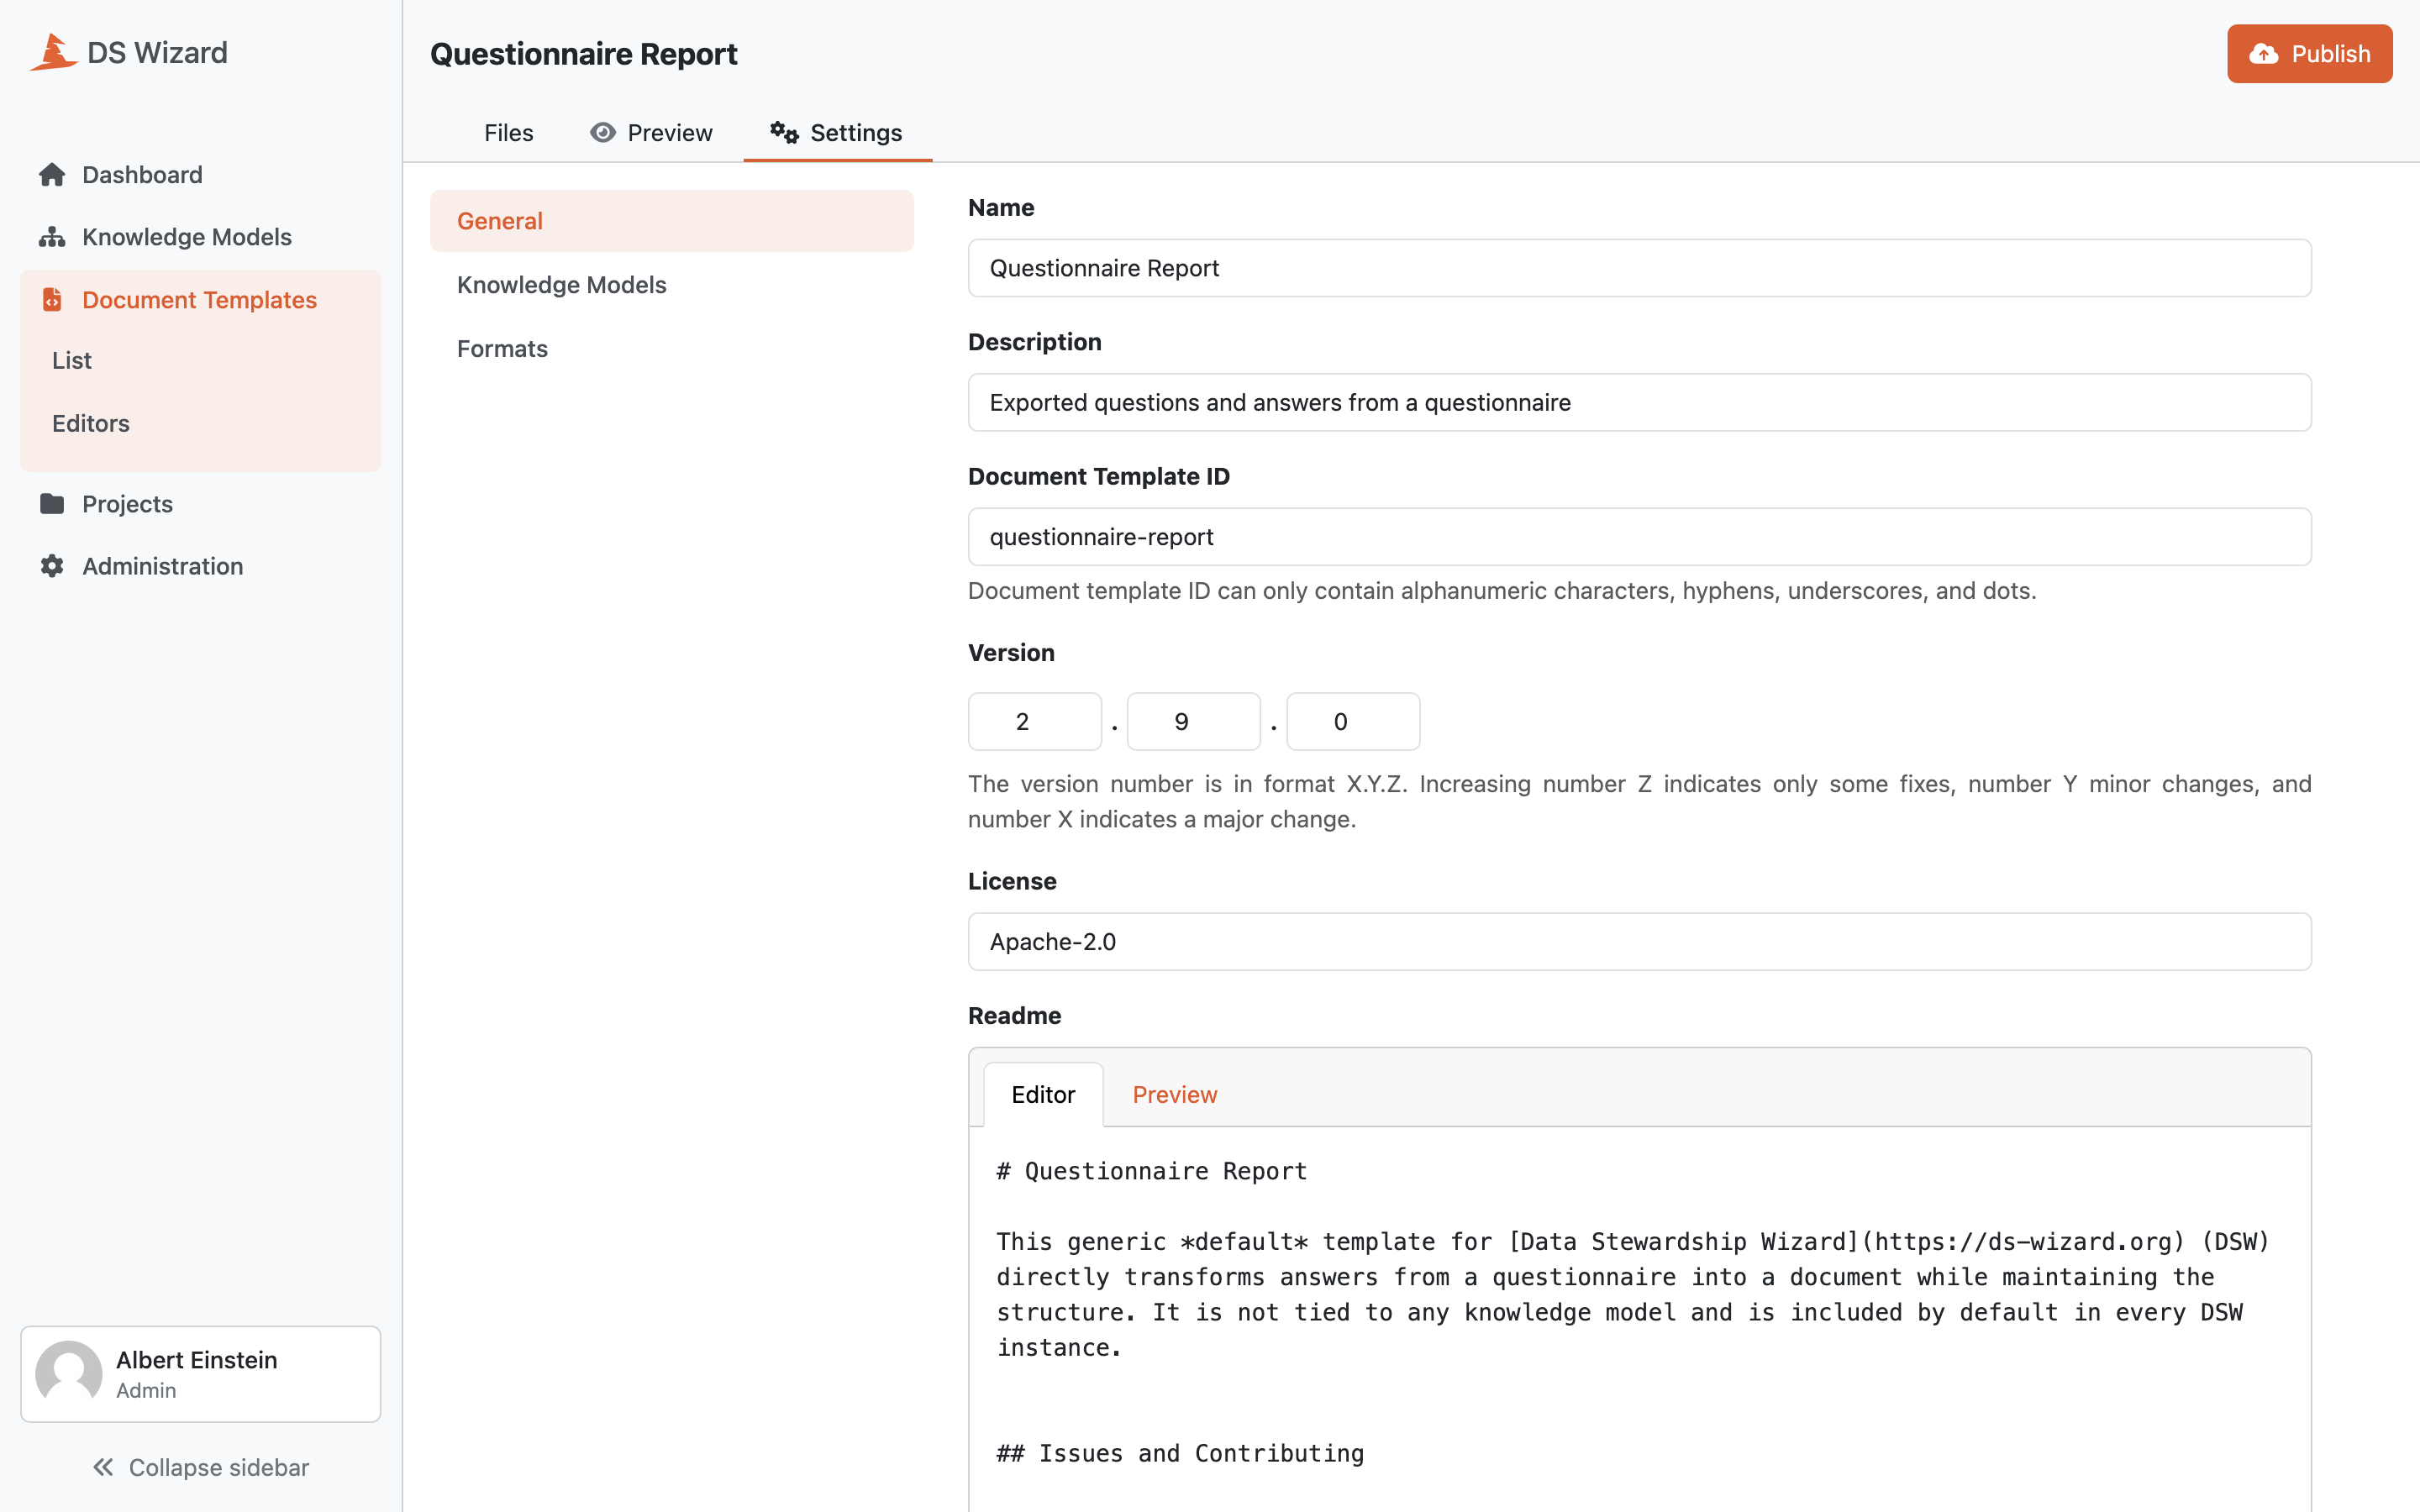 DS Wizard
Dashboard
Knowledge Models
Document Templates
List
Editors
Projects
Administration
Albert Einstein
Admin
Collapse sidebar
Questionnaire Report
Publish
Files
Preview
Settings
General
Knowledge Models
Formats
Name
Questionnaire Report
Description
Exported questions and answers from a questionnaire
Document Template ID
questionnaire-report
Document template ID can only contain alphanumeric characters, hyphens, underscores, and dots.
Version
2 . 9 . 0
The version number is in format X.Y.Z. Increasing number Z indicates only some fixes, number Y minor changes, and
number X indicates a major change.
License
Apache-2.0
Readme
Editor Preview
# Questionnaire Report
This generic *default* template for [Data Stewardship Wizard](https://ds-wizard.org) (DSW)
directly transforms answers from a questionnaire into a document while maintaining the
structure. It is not tied to any knowledge model and is included by default in every DSW
instance.
## Issues and Contributing